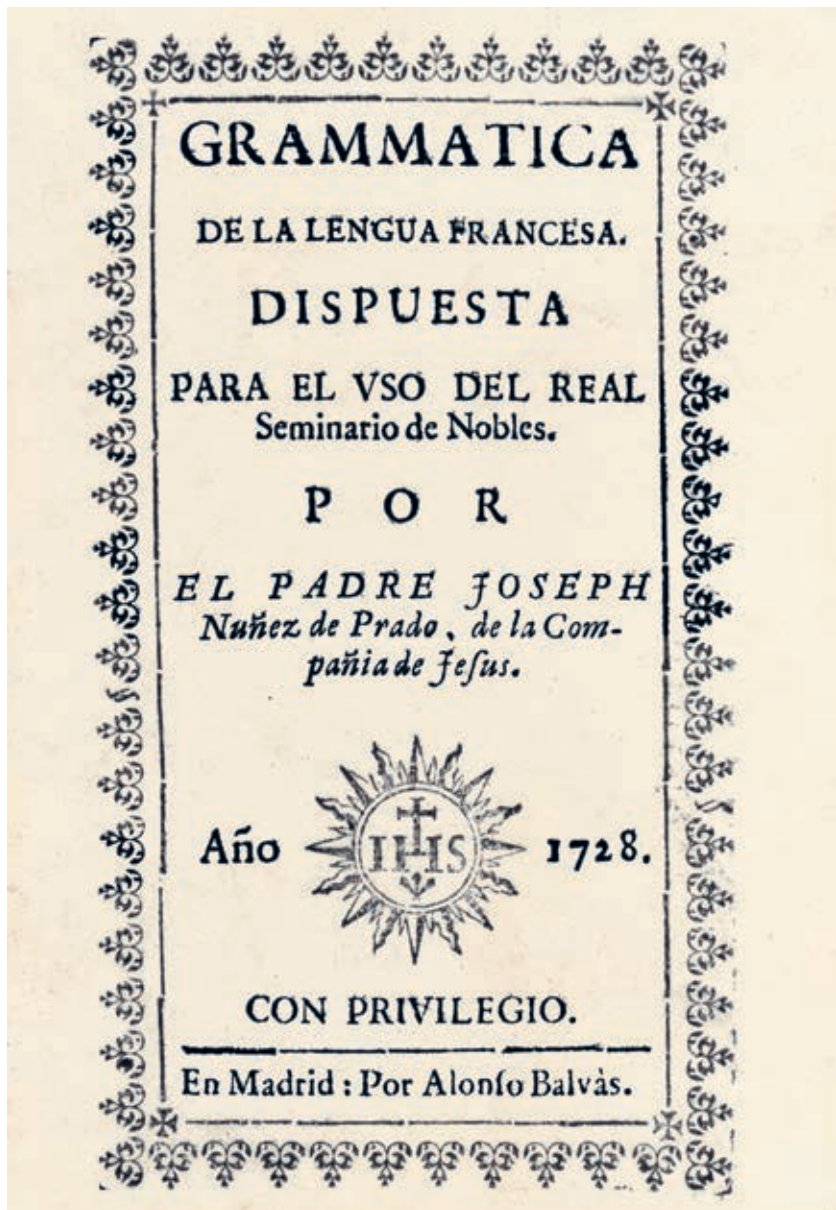 GRAMMATICA
DE LA LENGUA FRANCESA.
DISPUESTA
PARA EL VSO DEL REAL
Seminario de Nobles.
POR
EL PADRE JOSEPH
Nuñez de Prado, de la Com-
pañia de Jeſus.
Año IHS 1728.
CON PRIVILEGIO.
En Madrid : Por Alonſo Balvàs.